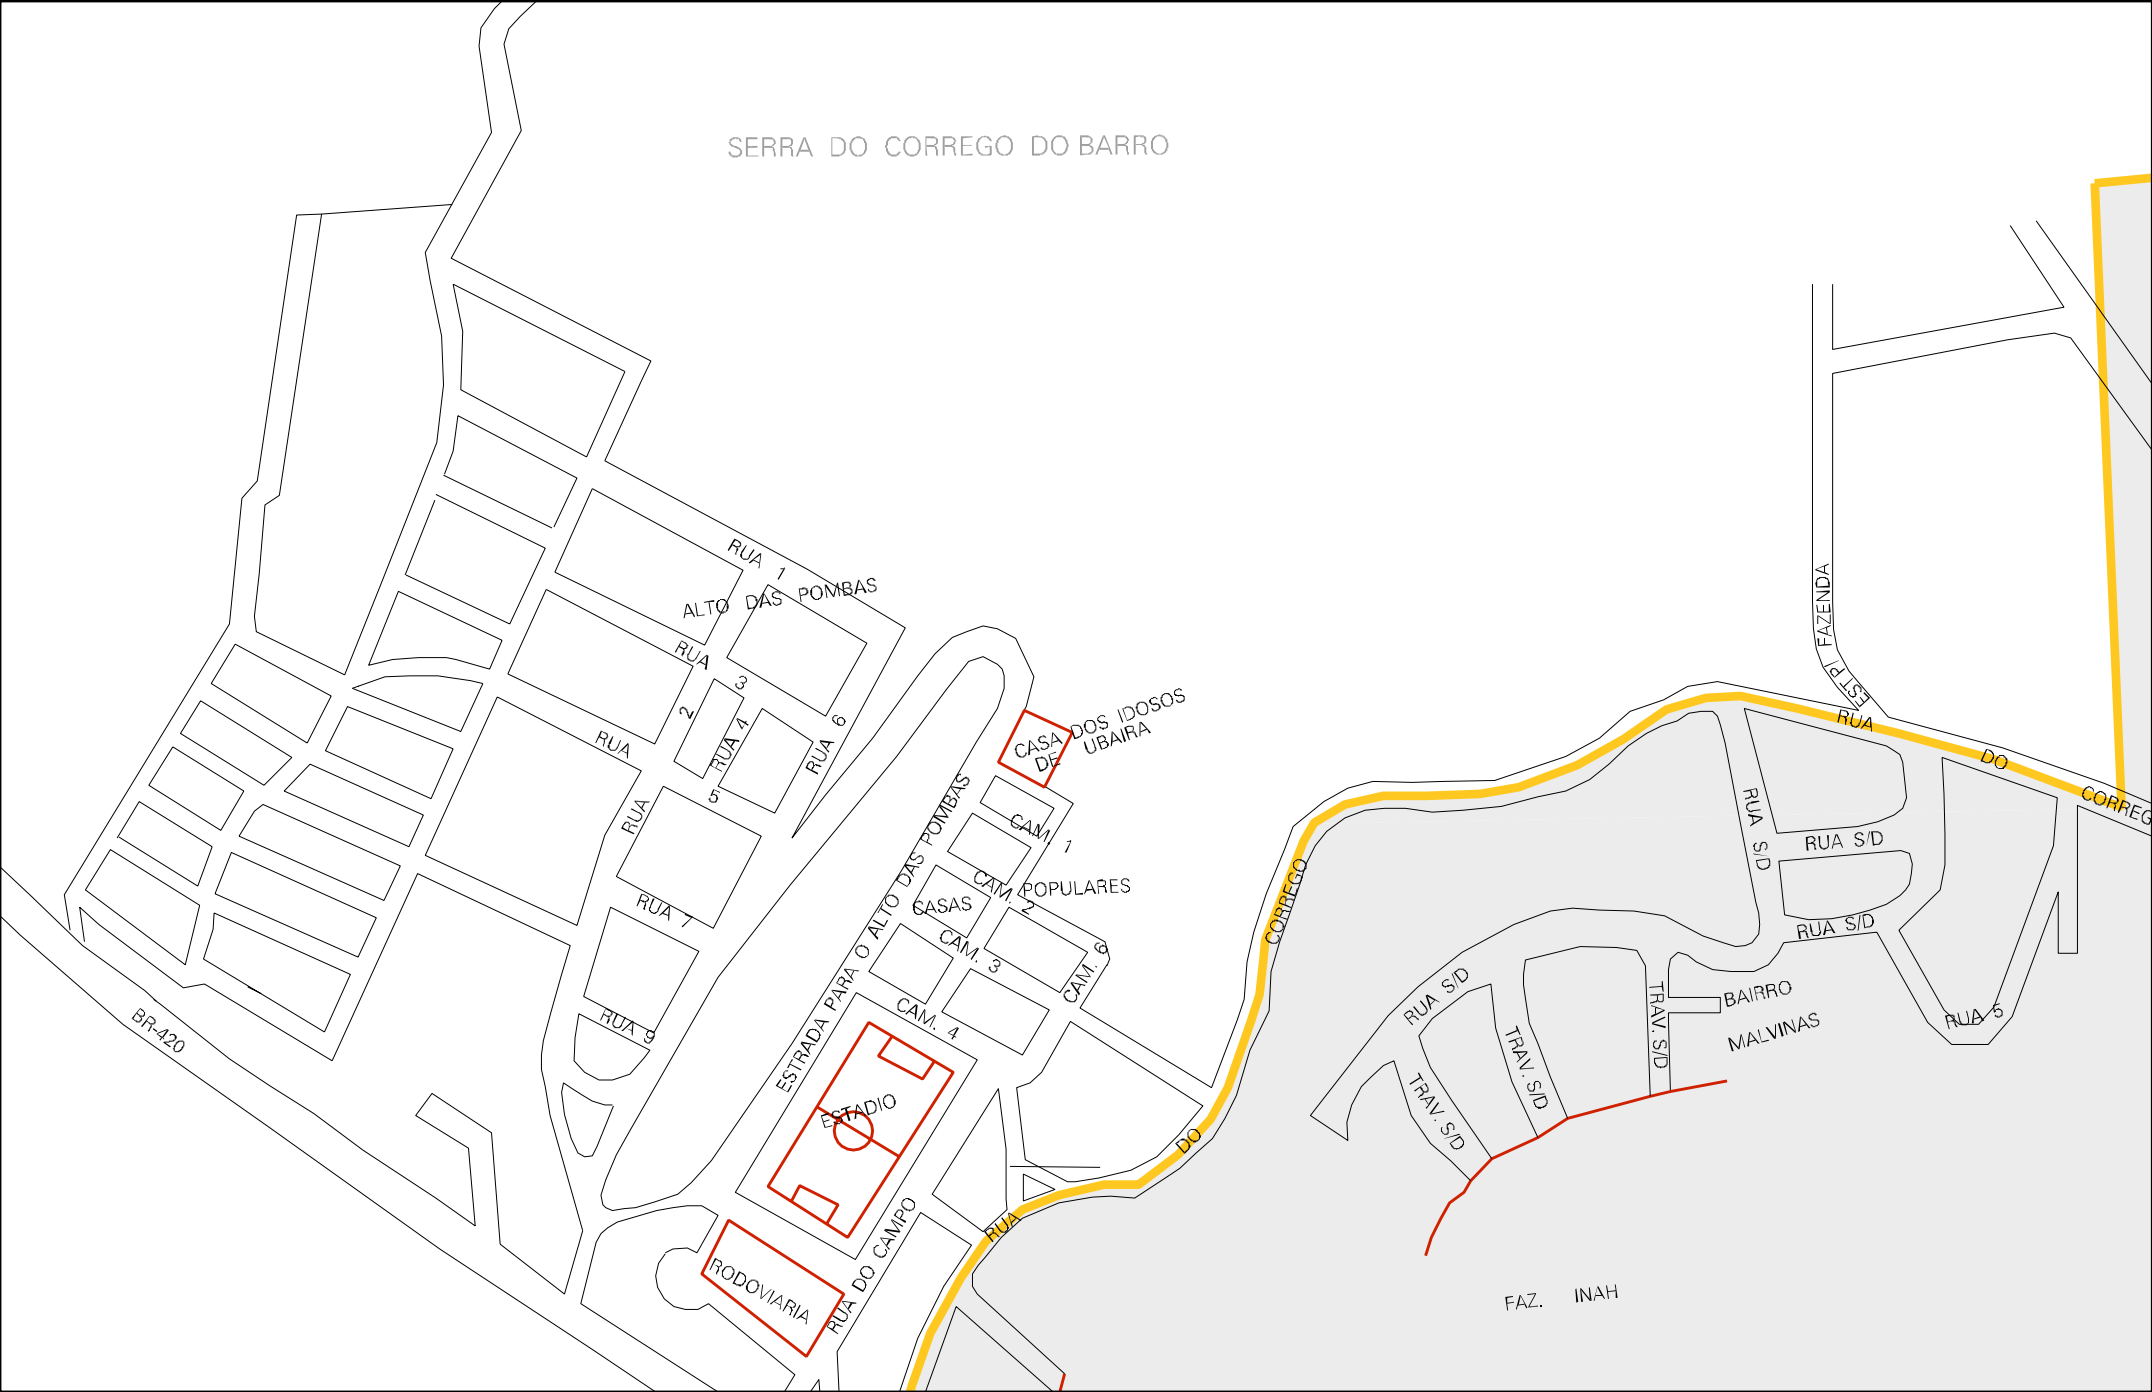 SERRA DO CORREGO DO BARRO
RUA 1
ALTO DAS POMBAS
RUA 3
2
RUA 4
RUA 6
RUA 5
RUA
RUA 7
RUA 9
BR-420
CASA DOS IDOSOS
DE UBAIRA
CAM. 1
CAM. 2
POPULARES
CASAS
CAM. 3
CAM. 6
CAM. 4
ESTRADA PARA O ALTO DAS POMBAS
ESTADIO
RODOVIARIA
RUA DO CAMPO
RUA DO CORREGO
EST P/ FAZENDA
RUA DO CORREG
RUA S/D
RUA S/D
RUA S/D
RUA S/D
TRAV. S/D
TRAV. S/D
TRAV. S/D
BAIRRO
MALVINAS
RUA 5
FAZ. INAH